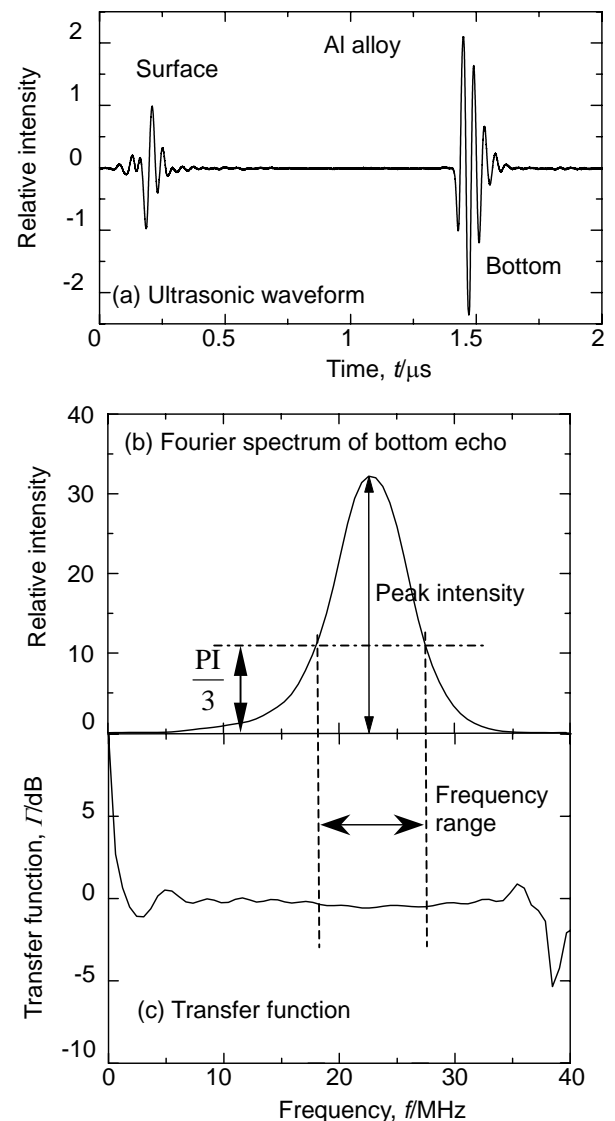 2
1
0
-1
-2
Relative intensity
Surface
Al alloy
Bottom
(a) Ultrasonic waveform
0 0.5 1 1.5 2
Time, t/μs
40
30
20
10
0
Relative intensity
(b) Fourier spectrum of bottom echo
Peak intensity
PI
3
5
0
-5
-10
Transfer function, Γ/dB
Frequency
range
(c) Transfer function
0 10 20 30 40
Frequency, f/MHz